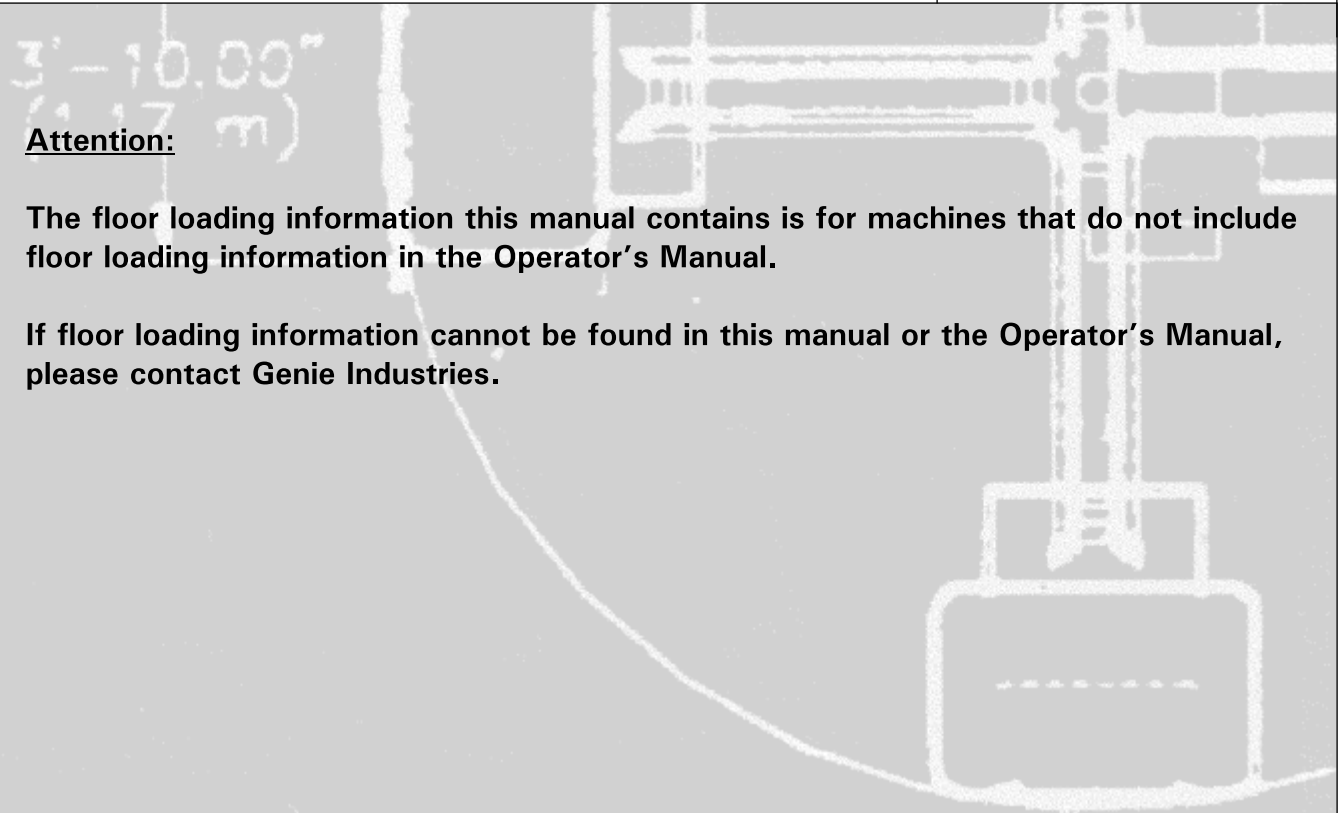 3'-10.00"
(1.17 m)
Attention:
The floor loading information this manual contains is for machines that do not include
floor loading information in the Operator's Manual.
If floor loading information cannot be found in this manual or the Operator's Manual,
please contact Genie Industries.